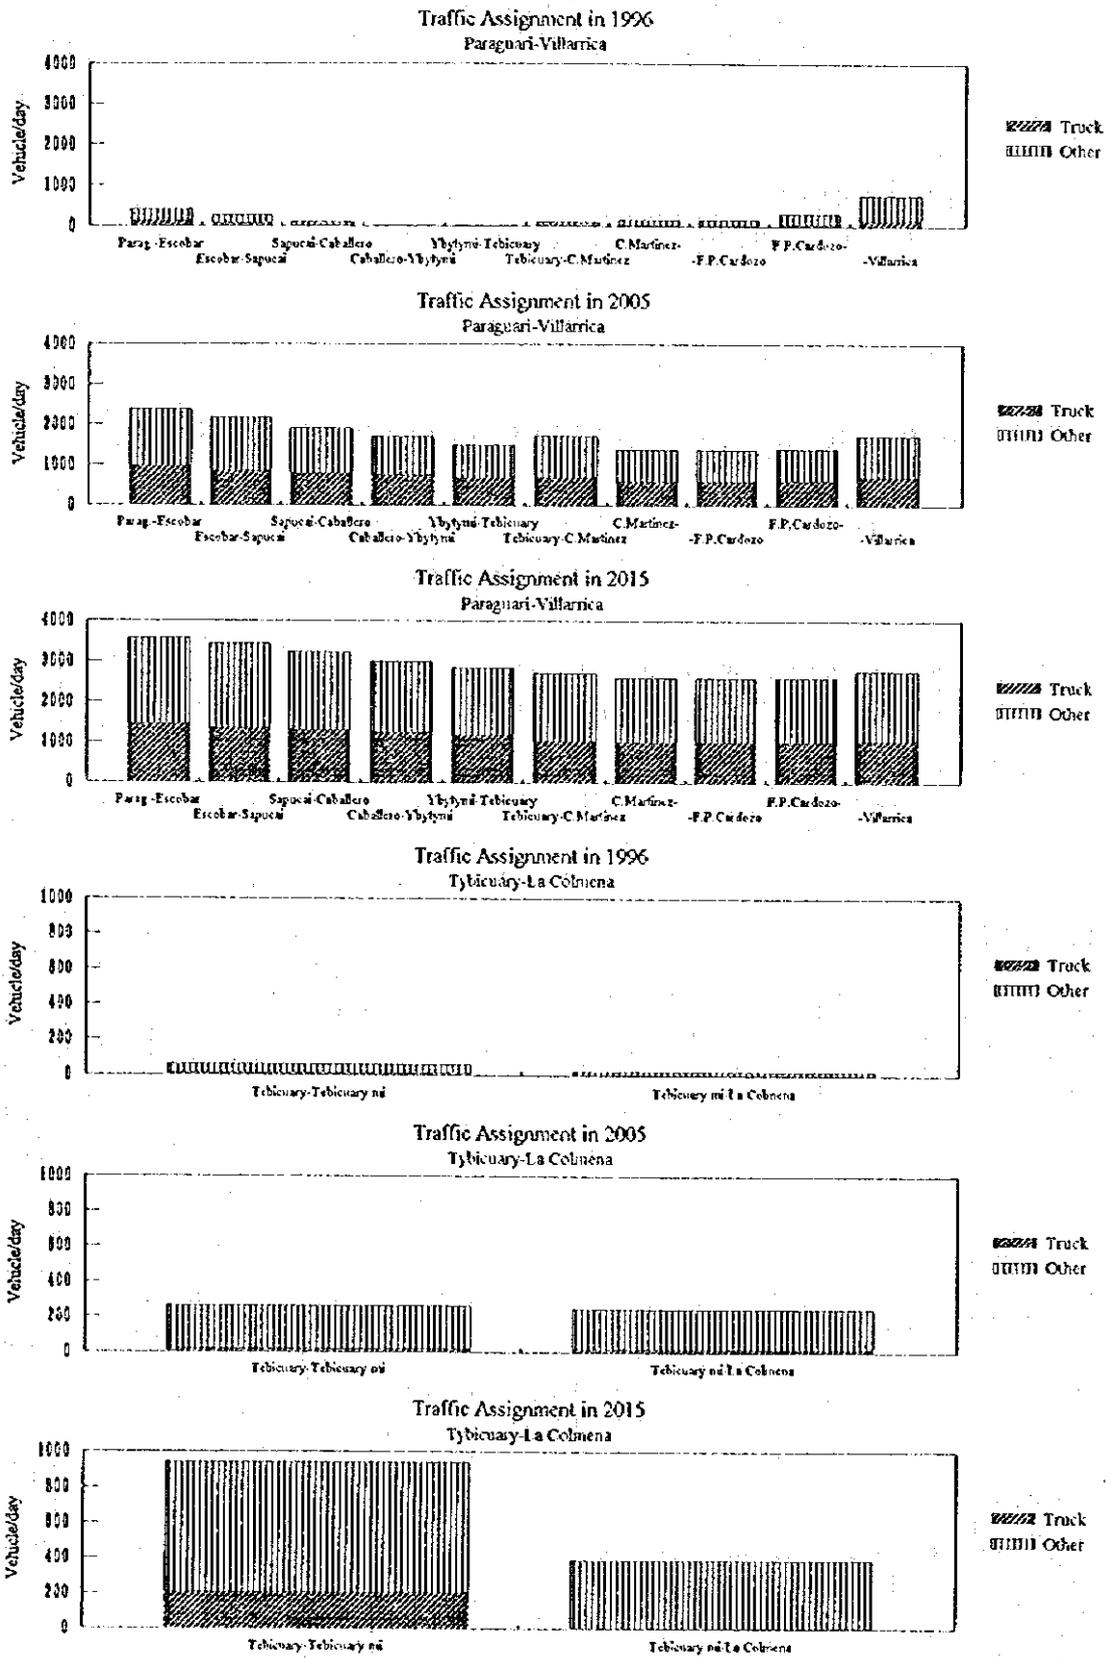 Traffic Assignment in 1996
Paraguari-Villarrica
4000
3000
2000
1000
0
Vehicle/day
Truck
Other
Parag.-Escobar
Escobar-Sapucai
Sapucai-Caballero
Caballero-Ybytymi
Ybytymi-Tebicuary
Tebicuary-C.Martinez
C.Martinez-
-F.P.Cardozo
F.P.Cardozo-
-Villarrica
Traffic Assignment in 2005
Paraguari-Villarrica
4000
3000
2000
1000
0
Vehicle/day
Truck
Other
Parag.-Escobar
Escobar-Sapucai
Sapucai-Caballero
Caballero-Ybytymi
Ybytymi-Tebicuary
Tebicuary-C.Martinez
C.Martinez-
-F.P.Cardozo
F.P.Cardozo-
-Villarrica
Traffic Assignment in 2015
Paraguari-Villarrica
4000
3000
2000
1000
0
Vehicle/day
Truck
Other
Parag.-Escobar
Escobar-Sapucai
Sapucai-Caballero
Caballero-Ybytymi
Ybytymi-Tebicuary
Tebicuary-C.Martinez
C.Martinez-
-F.P.Cardozo
F.P.Cardozo-
-Villarrica
Traffic Assignment in 1996
Tybicuary-La Colmena
1000
800
600
400
200
0
Vehicle/day
Truck
Other
Tebicuary-Tebicuary mi
Tebicuary mi-La Colmena
Traffic Assignment in 2005
Tybicuary-La Colmena
1000
800
600
400
200
0
Vehicle/day
Truck
Other
Tebicuary-Tebicuary mi
Tebicuary mi-La Colmena
Traffic Assignment in 2015
Tybicuary-La Colmena
1000
800
600
400
200
0
Vehicle/day
Truck
Other
Tebicuary-Tebicuary mi
Tebicuary mi-La Colmena